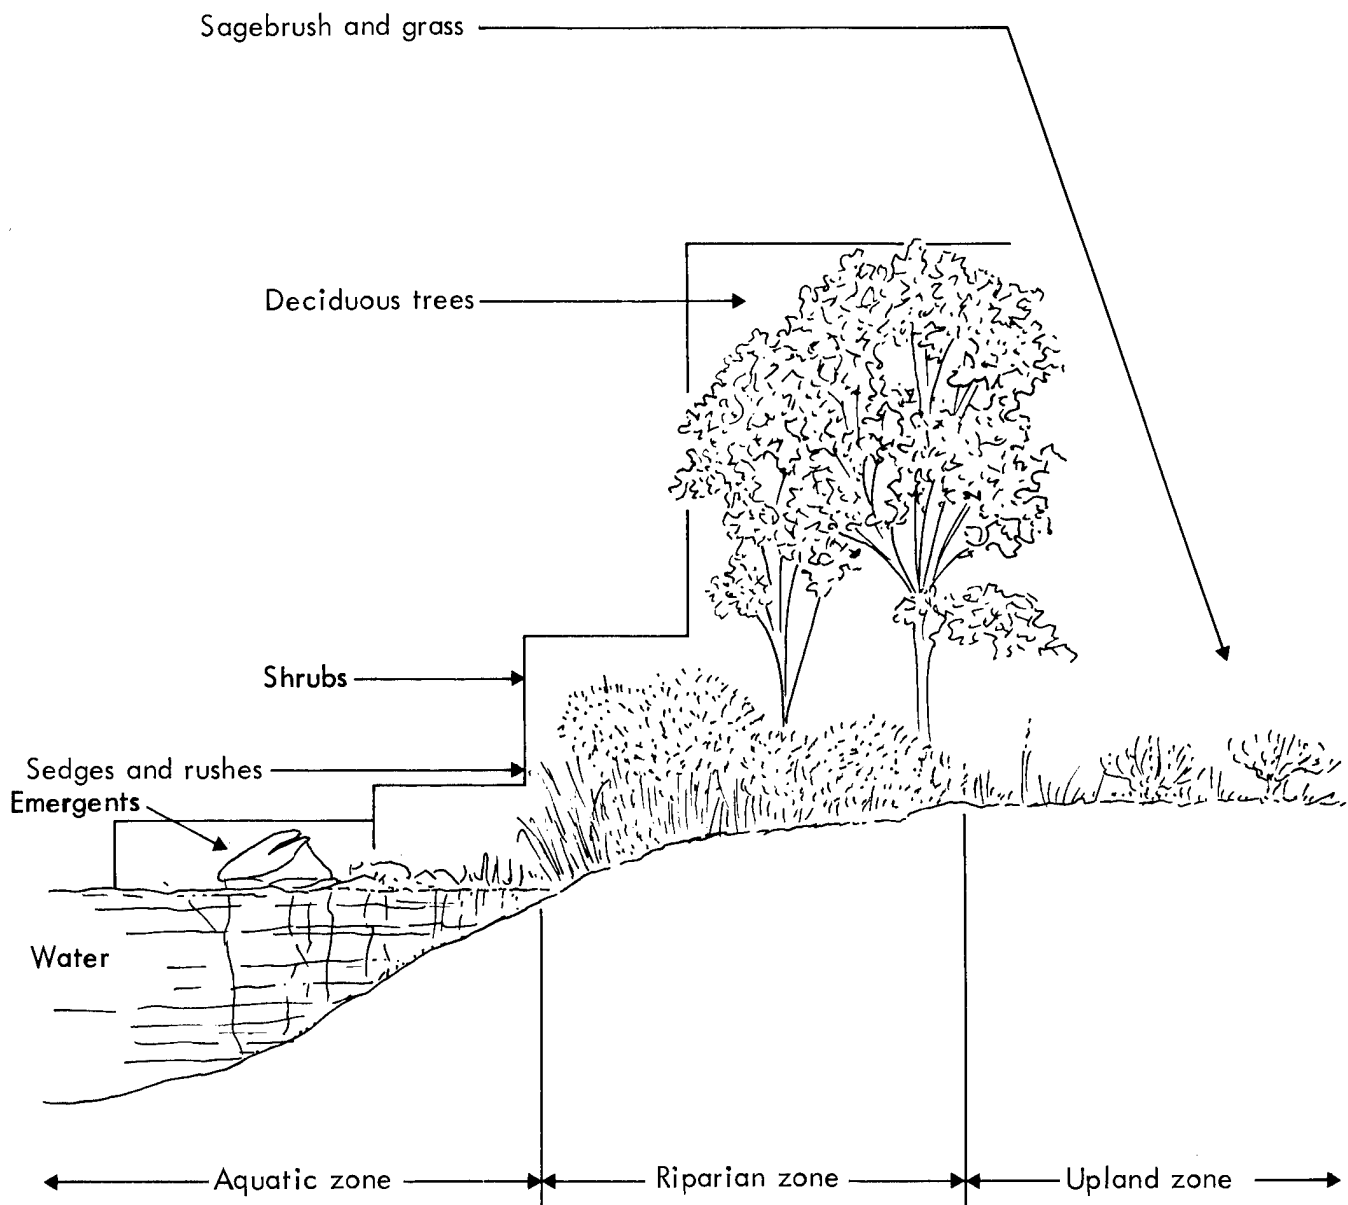 Sagebrush and grass
Deciduous trees
Shrubs
Sedges and rushes
Emergents
Water
Aquatic zone
Riparian zone
Upland zone